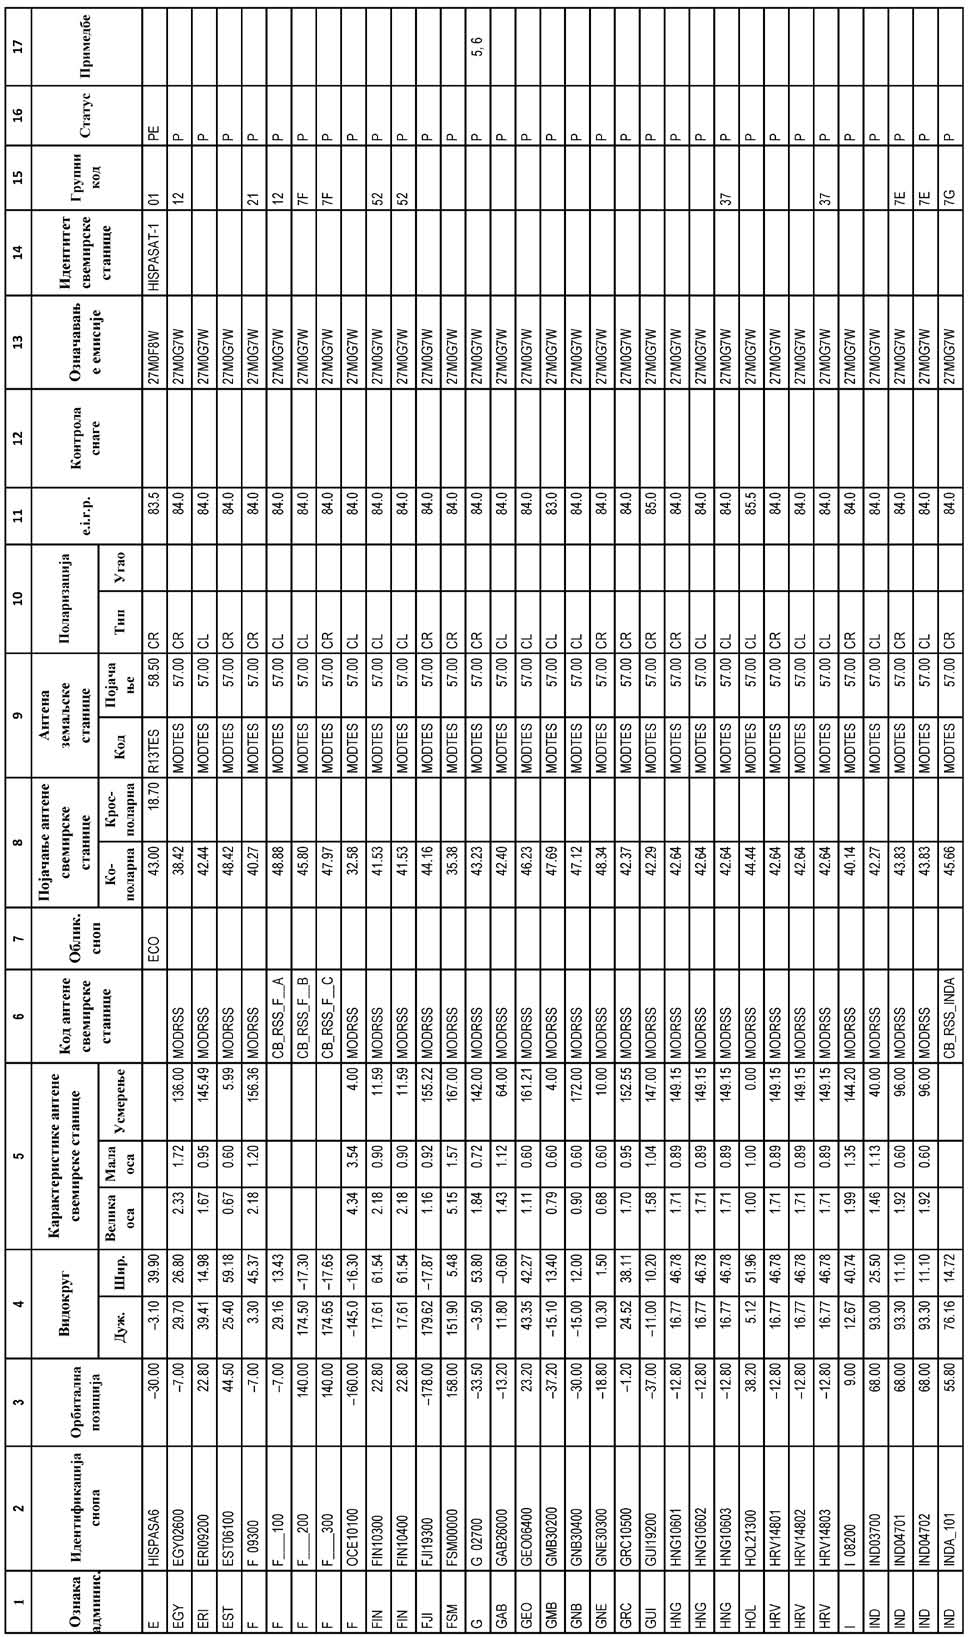 1 2 3 4 5 6 7 8 9 10 11 12 13 14 15 16 17
Ознака админис. Идентификација снопа Орбитална позиција Видокруг Карактеристике антене свемирске станице Код антене свемирске станице Облик. сноп Појачање антене свемирске станице Антена земаљске станице Поларизација e.i.r.p. Контрола снаге Означавањ е емисије Идентитет свемирске станице Групни код Статус Примедбе
Дуж. Шир. Велика оса Мала оса Усмерење Ко-поларна Крос-поларна Код Појача ње Тип Угао
E HISPASA6 –30.00 –3.10 39.90 ECO 43.00 18.70 R13TES 58.50 CR 83.5 27M0F8W HISPASAT-1 01 PE
EGY EGY02600 –7.00 29.70 26.80 2.33 1.72 136.00 MODRSS 38.42 MODTES 57.00 CR 84.0 27M0G7W 12 P
ERI ERI09200 22.80 39.41 14.98 1.67 0.95 145.49 MODRSS 42.44 MODTES 57.00 CL 84.0 27M0G7W P
EST EST06100 44.50 25.40 59.18 0.67 0.60 5.99 MODRSS 48.42 MODTES 57.00 CR 84.0 27M0G7W P
F F 09300 –7.00 3.30 45.37 2.18 1.20 156.36 MODRSS 40.27 MODTES 57.00 CR 84.0 27M0G7W 21 P
F F____100 –7.00 29.16 13.43 CB_RSS_F__A 48.88 MODTES 57.00 CL 84.0 27M0G7W 12 P
F F____200 140.00 174.50 –17.30 CB_RSS_F__B 45.80 MODTES 57.00 CL 84.0 27M0G7W 7F P
F F____300 140.00 174.65 –17.65 CB_RSS_F__C 47.97 MODTES 57.00 CR 84.0 27M0G7W 7F P
F OCE10100 –160.00 –145.0 –16.30 4.34 3.54 4.00 MODRSS 32.58 MODTES 57.00 CL 84.0 27M0G7W P
FIN FIN10300 22.80 17.61 61.54 2.18 0.90 11.59 MODRSS 41.53 MODTES 57.00 CL 84.0 27M0G7W 52 P
FIN FIN10400 22.80 17.61 61.54 2.18 0.90 11.59 MODRSS 41.53 MODTES 57.00 CL 84.0 27M0G7W 52 P
FJI FJI19300 –178.00 179.62 –17.87 1.16 0.92 155.22 MODRSS 44.16 MODTES 57.00 CR 84.0 27M0G7W P
FSM FSM00000 158.00 151.90 5.48 5.15 1.57 167.00 MODRSS 35.38 MODTES 57.00 CR 84.0 27M0G7W P
G G 02700 –33.50 –3.50 53.80 1.84 0.72 142.00 MODRSS 43.23 MODTES 57.00 CR 84.0 27M0G7W P 5, 6
GAB GAB26000 –13.20 11.80 –0.60 1.43 1.12 64.00 MODRSS 42.40 MODTES 57.00 CL 84.0 27M0G7W P
GEO GEO06400 23.20 43.35 42.27 1.11 0.60 161.21 MODRSS 46.23 MODTES 57.00 CR 84.0 27M0G7W P
GMB GMB30200 –37.20 –15.10 13.40 0.79 0.60 4.00 MODRSS 47.69 MODTES 57.00 CL 83.0 27M0G7W P
GNB GNB30400 –30.00 –15.00 12.00 0.90 0.60 172.00 MODRSS 47.12 MODTES 57.00 CL 84.0 27M0G7W P
GNE GNE30300 –18.80 10.30 1.50 0.68 0.60 10.00 MODRSS 48.34 MODTES 57.00 CR 84.0 27M0G7W P
GRC GRC10500 –1.20 24.52 38.11 1.70 0.95 152.55 MODRSS 42.37 MODTES 57.00 CR 84.0 27M0G7W P
GUI GUI19200 –37.00 –11.00 10.20 1.58 1.04 147.00 MODRSS 42.29 MODTES 57.00 CR 85.0 27M0G7W P
HNG HNG10601 –12.80 16.77 46.78 1.71 0.89 149.15 MODRSS 42.64 MODTES 57.00 CR 84.0 27M0G7W P
HNG HNG10602 –12.80 16.77 46.78 1.71 0.89 149.15 MODRSS 42.64 MODTES 57.00 CL 84.0 27M0G7W P
HNG HNG10603 –12.80 16.77 46.78 1.71 0.89 149.15 MODRSS 42.64 MODTES 57.00 CL 84.0 27M0G7W 37 P
HOL HOL21300 38.20 5.12 51.96 1.00 1.00 0.00 MODRSS 44.44 MODTES 57.00 CL 85.5 27M0G7W P
HRV HRV14801 –12.80 16.77 46.78 1.71 0.89 149.15 MODRSS 42.64 MODTES 57.00 CR 84.0 27M0G7W P
HRV HRV14802 –12.80 16.77 46.78 1.71 0.89 149.15 MODRSS 42.64 MODTES 57.00 CL 84.0 27M0G7W P
HRV HRV14803 –12.80 16.77 46.78 1.71 0.89 149.15 MODRSS 42.64 MODTES 57.00 CL 84.0 27M0G7W 37 P
I I 08200 9.00 12.67 40.74 1.99 1.35 144.20 MODRSS 40.14 MODTES 57.00 CR 84.0 27M0G7W P
IND IND03700 68.00 93.00 25.50 1.46 1.13 40.00 MODRSS 42.27 MODTES 57.00 CL 84.0 27M0G7W P
IND IND04701 68.00 93.30 11.10 1.92 0.60 96.00 MODRSS 43.83 MODTES 57.00 CR 84.0 27M0G7W 7E P
IND IND04702 68.00 93.30 11.10 1.92 0.60 96.00 MODRSS 43.83 MODTES 57.00 CL 84.0 27M0G7W 7E P
IND INDA_101 55.80 76.16 14.72 CB_RSS_INDA 45.66 MODTES 57.00 CR 84.0 27M0G7W 7G P